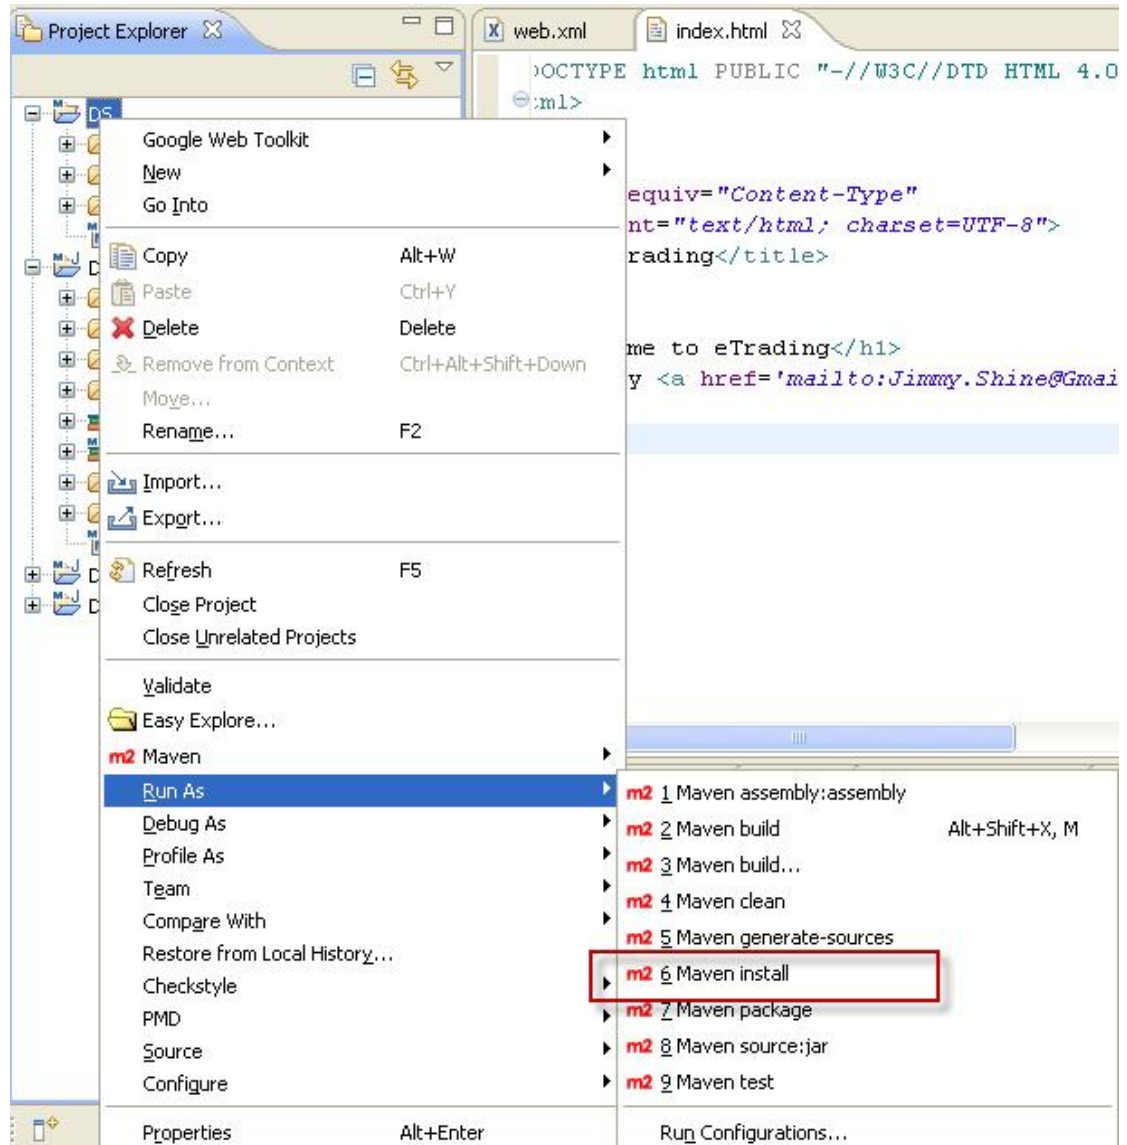 Project Explorer
web.xml
index.html
OCTYPE html PUBLIC "-//W3C//DTD HTML 4.0
ml>
equiv="Content-Type"
nt="text/html; charset=UTF-8">
rading</title>
me to eTrading</h1>
y <a href='mailto:Jimmy.Shine@Gmai
DS
Google Web Toolkit
New
Go Into
Copy Alt+W
Paste Ctrl+Y
Delete Delete
Remove from Context Ctrl+Alt+Shift+Down
Move...
Rename... F2
Import...
Export...
Refresh F5
Close Project
Close Unrelated Projects
Validate
Easy Explore...
m2 Maven
Run As
Debug As
Profile As
Team
Compare With
Restore from Local History...
Checkstyle
PMD
Source
Configure
Properties Alt+Enter
m2 1 Maven assembly:assembly
m2 2 Maven build Alt+Shift+X, M
m2 3 Maven build...
m2 4 Maven clean
m2 5 Maven generate-sources
m2 6 Maven install
m2 7 Maven package
m2 8 Maven source:jar
m2 9 Maven test
Run Configurations...